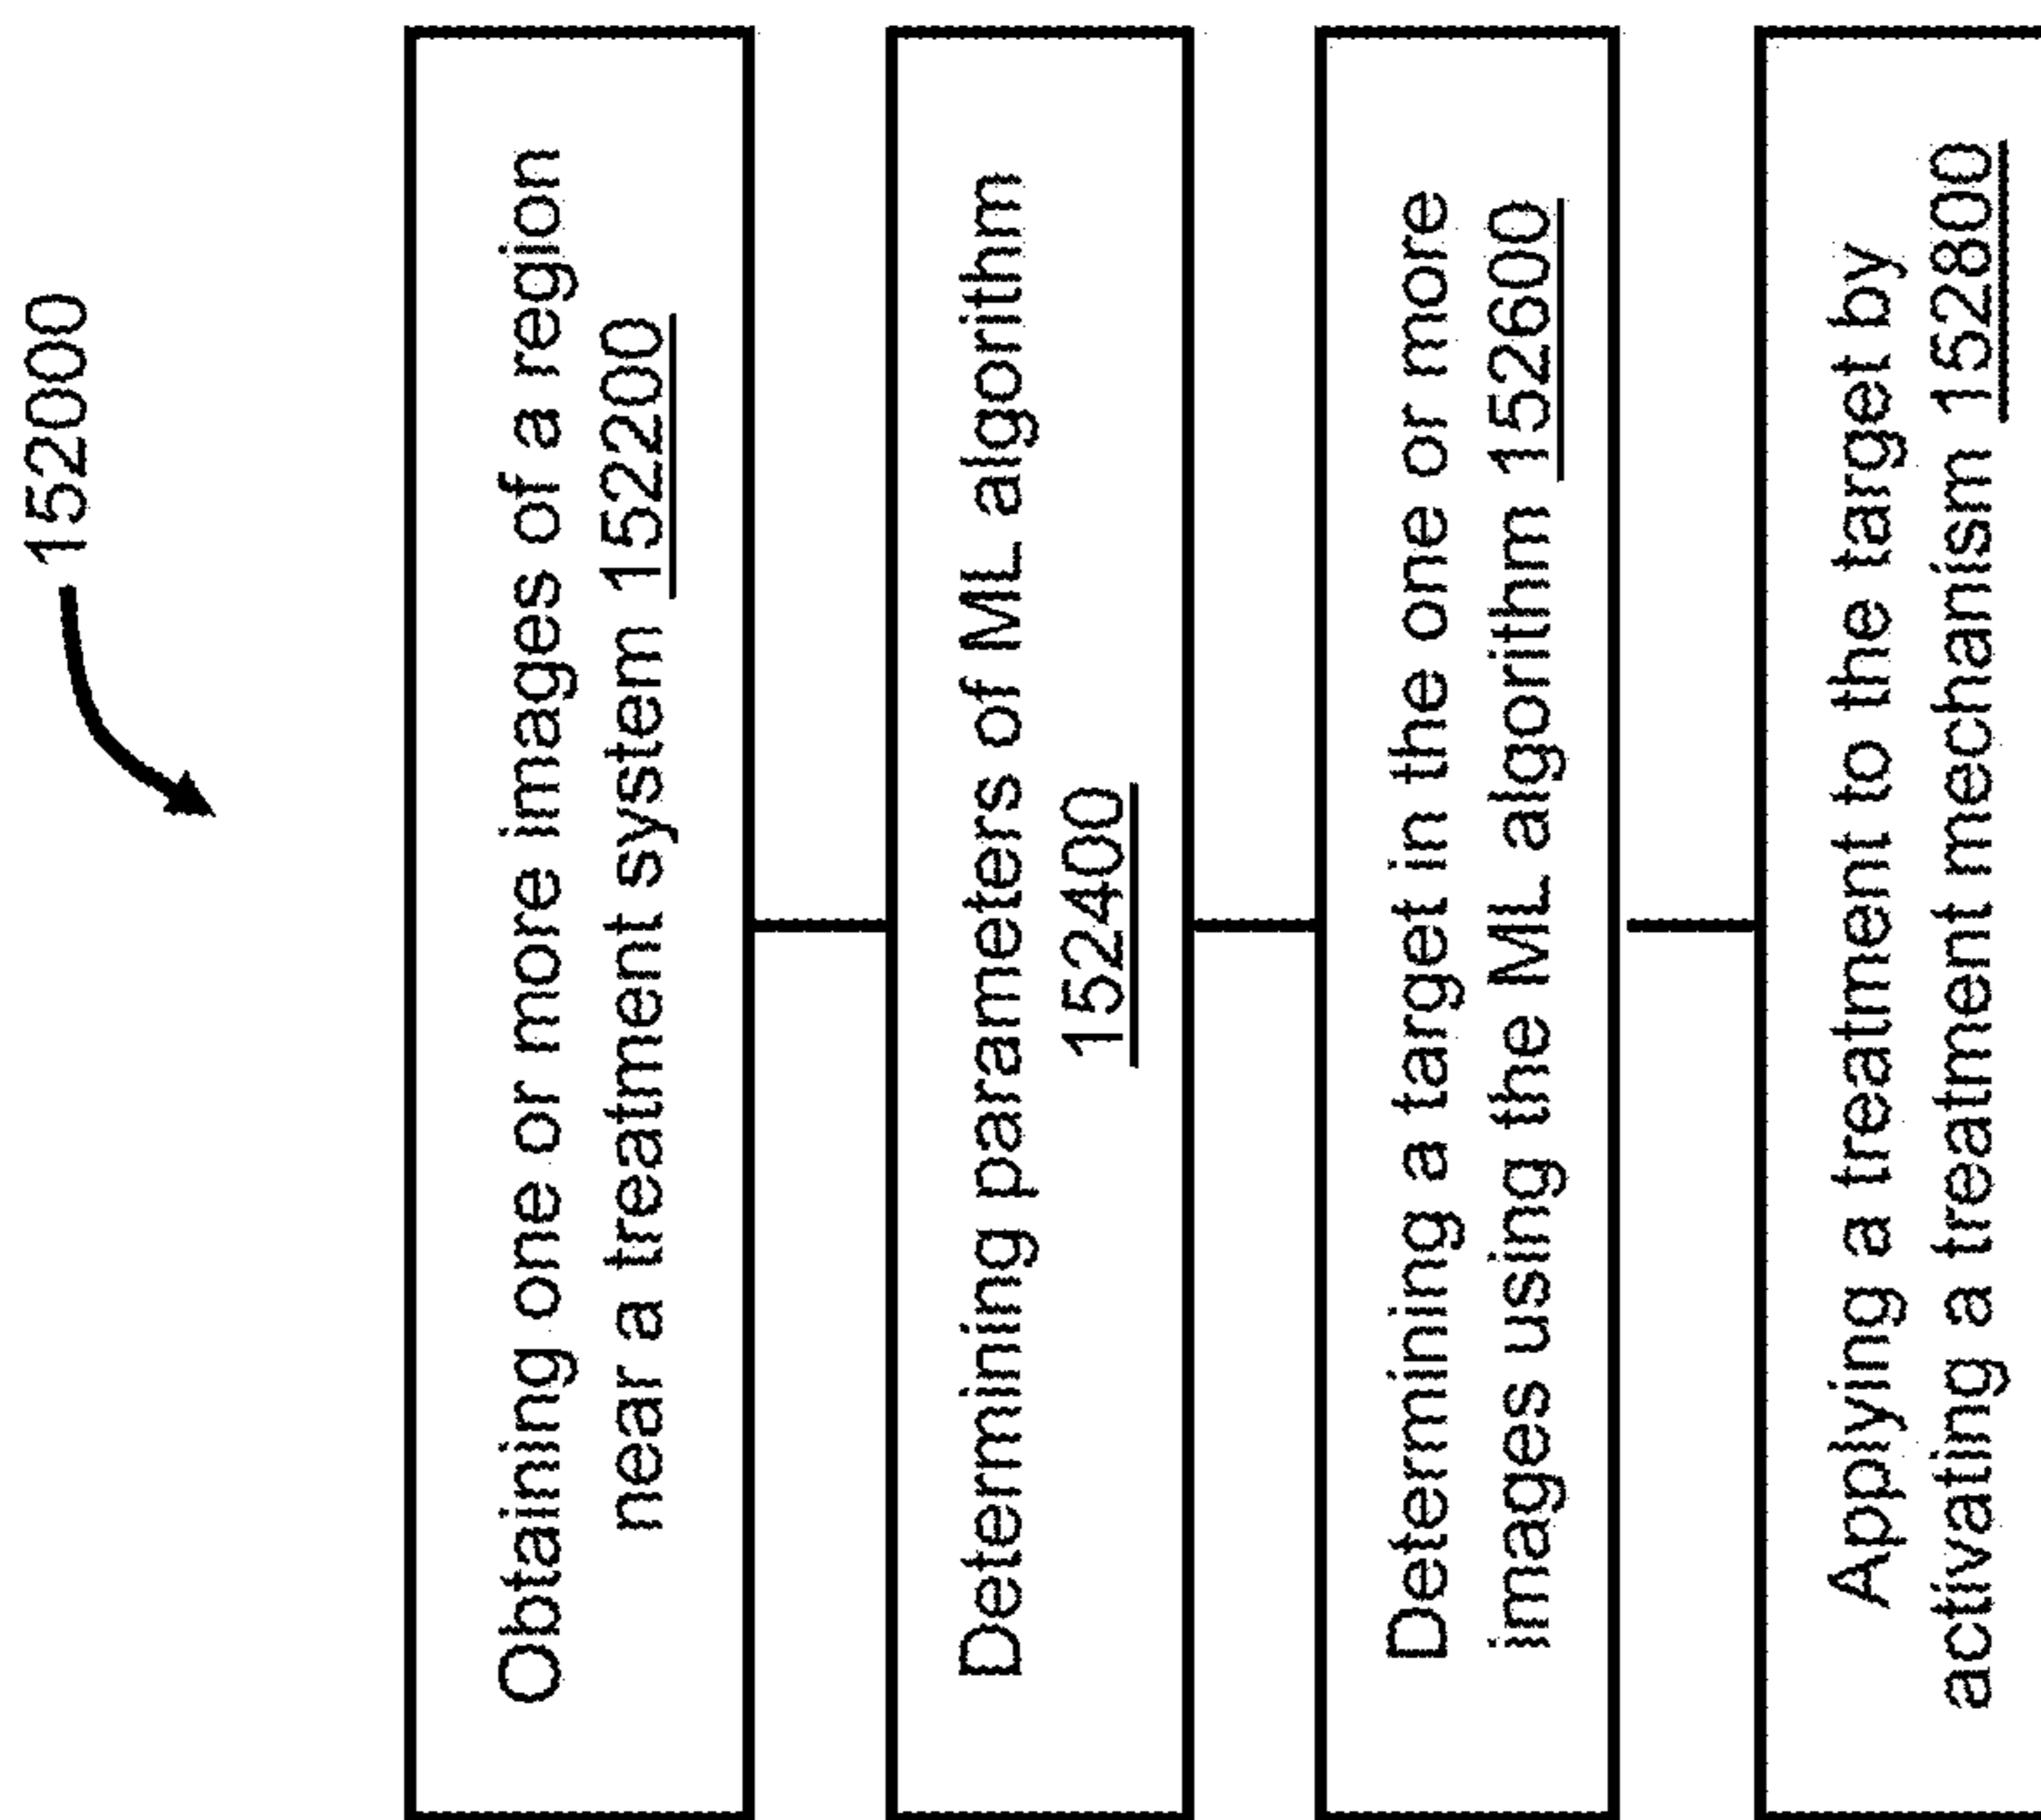 152000
Obtaining one or more images of a region
near a treatment system 152200
Determining parameters of ML algorithm
152400
Determining a target in the one or more
images using the ML algorithm 152600
Applying a treatment to the target by
activating a treatment mechanism 152800